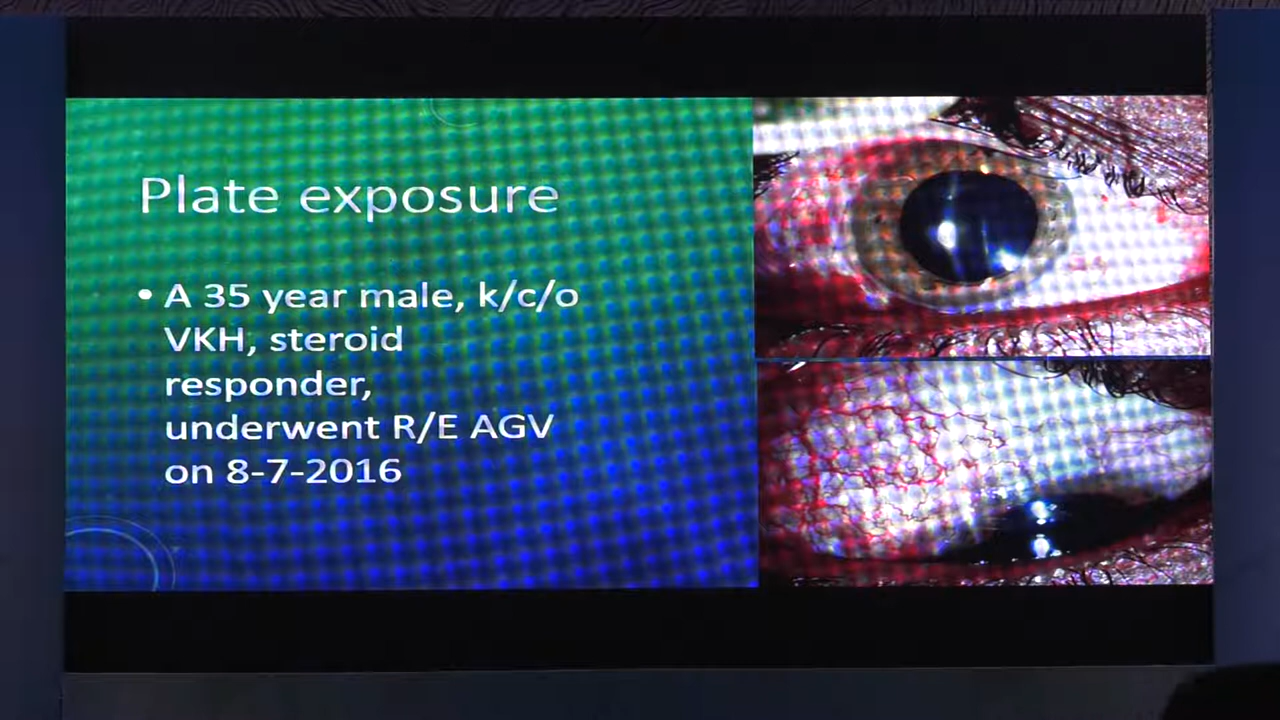 Plate exposure
• A 35 year male, k/c/o
VKH, steroid
responder,
underwent R/E AGV
on 8-7-2016